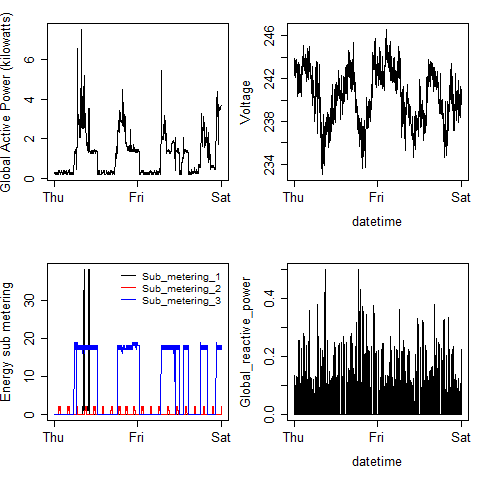 Global Active Power (kilowatts)
0 2 4 6
Thu Fri Sat
Voltage
234 238 242 246
Thu Fri Sat
datetime
Energy sub metering
0 10 20 30
Sub_metering_1
Sub_metering_2
Sub_metering_3
Thu Fri Sat
Global_reactive_power
0.0 0.2 0.4
Thu Fri Sat
datetime